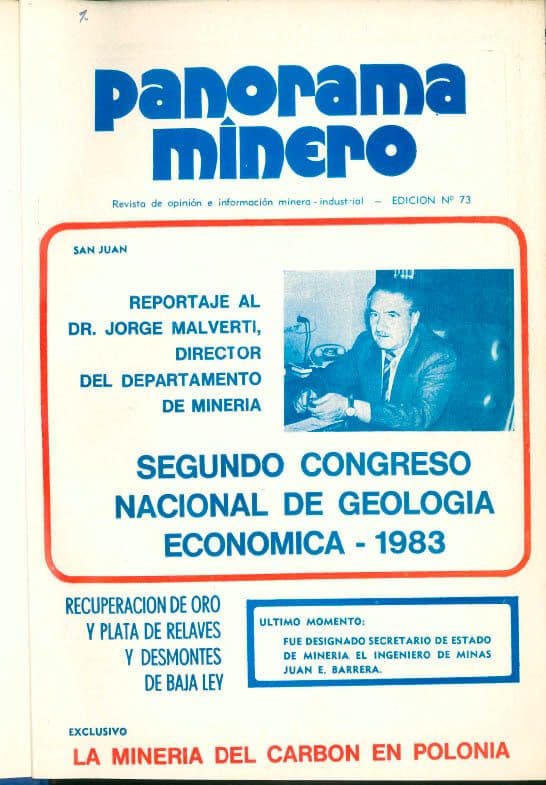 7.
Panorama
minero
Revista de opinión e información minera - industrial — EDICION Nº 73
SAN JUAN
REPORTAJE AL
DR. JORGE MALVERTI,
DIRECTOR
DEL DEPARTAMENTO
DE MINERIA
SEGUNDO CONGRESO
NACIONAL DE GEOLOGIA
ECONOMICA - 1983
RECUPERACION DE ORO
Y PLATA DE RELAVES
Y DESMONTES
DE BAJA LEY
ULTIMO MOMENTO:
FUE DESIGNADO SECRETARIO DE ESTADO
DE MINERIA EL INGENIERO DE MINAS
JUAN E. BARRERA.
EXCLUSIVO
LA MINERIA DEL CARBON EN POLONIA